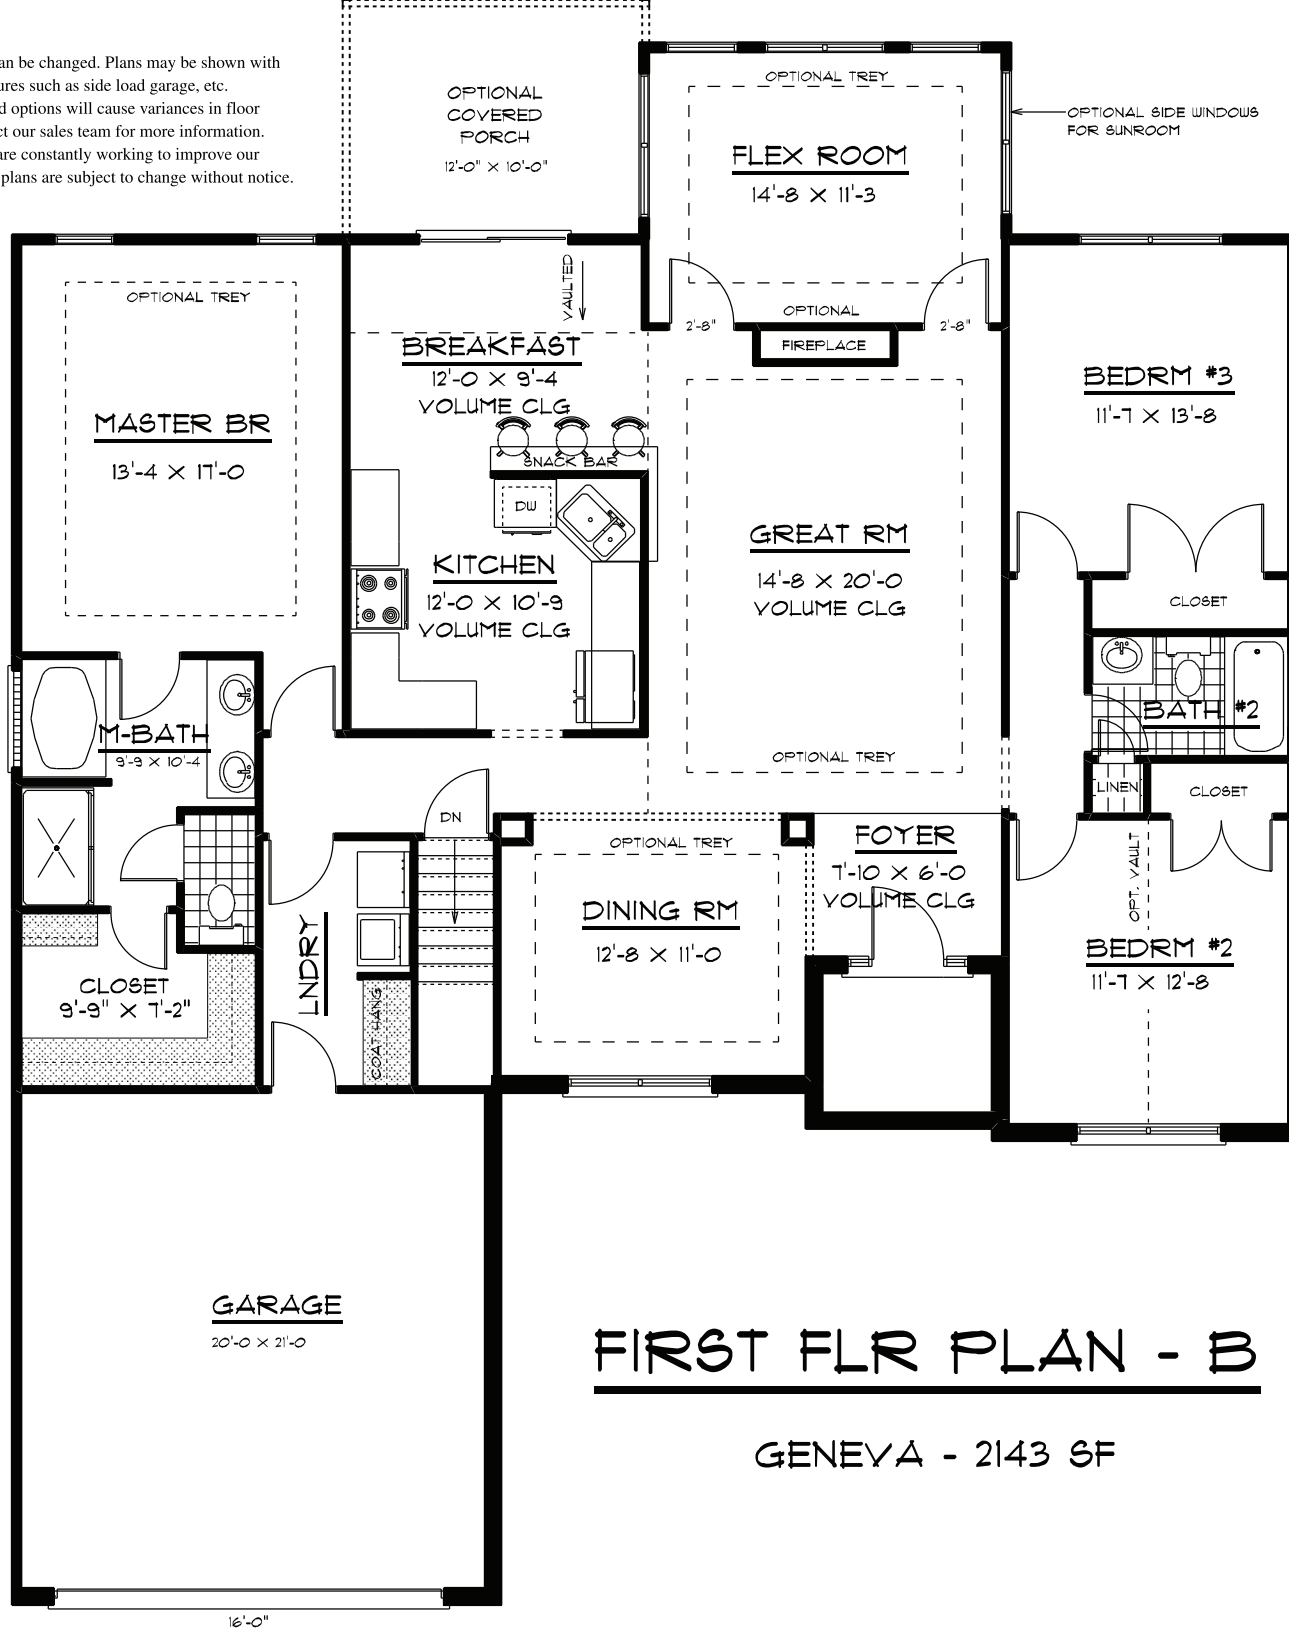 an be changed. Plans may be shown with
ures such as side load garage, etc.
d options will cause variances in floor
ct our sales team for more information.
are constantly working to improve our
plans are subject to change without notice.
OPTIONAL
COVERED
PORCH
12'-0" X 10'-0"
OPTIONAL TREY
FLEX ROOM
14'-8 X 11'-3
OPTIONAL SIDE WINDOWS
FOR SUNROOM
OPTIONAL TREY
MASTER BR
13'-4 X 17'-0
VAULTED
BREAKFAST
12'-0 X 9'-4
VOLUME CLG
SNACK BAR
DW
KITCHEN
12'-0 X 10'-9
VOLUME CLG
2'-8"
OPTIONAL
FIREPLACE
2'-8"
GREAT RM
14'-8 X 20'-0
VOLUME CLG
OPTIONAL TREY
BEDRM #3
11'-7 X 13'-8
CLOSET
BATH #2
LINEN
CLOSET
M-BATH
9'-9 X 10'-4
DN
OPTIONAL TREY
DINING RM
12'-8 X 11'-0
FOYER
7'-10 X 6'-0
VOLUME CLG
OPT. VAULT
BEDRM #2
11'-7 X 12'-8
CLOSET
9'-9" X 7'-2"
LNDRY
COAT HANG
GARAGE
20'-0 X 21'-0
16'-0"
FIRST FLR PLAN - B
GENEVA - 2143 SF